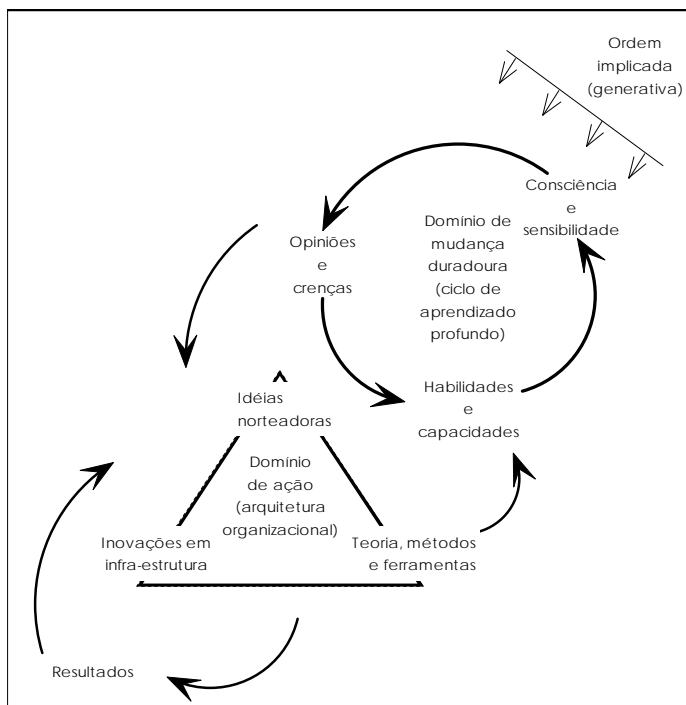 Ordem
implicada
(generativa)
Consciência
e
sensibilidade
Domínio de
mudança
duradoura
(ciclo de
aprendizado
profundo)
Opiniões
e
crenças
Habilidades
e
capacidades
Idéias
norteadoras
Domínio
de ação
(arquitetura
organizacional)
Inovações em
infra-estrutura
Teoria, métodos
e ferramentas
Resultados